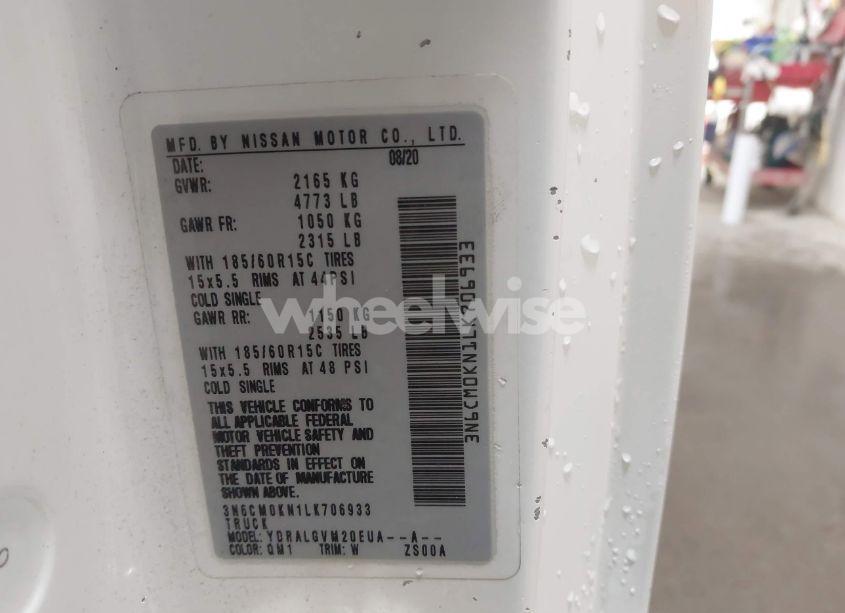 MFD. BY NISSAN MOTOR CO., LTD.
DATE: 08/20
GVWR: 2165 KG
4773 LB
GAWR FR: 1050 KG
2315 LB
WITH 185/60R15C TIRES
15x5.5 RIMS AT 44PSI
COLD SINGLE
GAWR RR: 1150 KG
2535 LB
WITH 185/60R15C TIRES
15x5.5 RIMS AT 48 PSI
COLD SINGLE
THIS VEHICLE CONFORMS TO
ALL APPLICABLE FEDERAL
MOTOR VEHICLE SAFETY AND
THEFT PREVENTION
STANDARDS IN EFFECT ON
THE DATE OF MANUFACTURE
SHOWN ABOVE.
3N6CM0KN1LK706933
TRUCK
MODEL: YDRALGVM20EUA--A--
COLOR: QM1 TRIM: W ZS00A
3N6CM0KN1LK706933
wheelwise